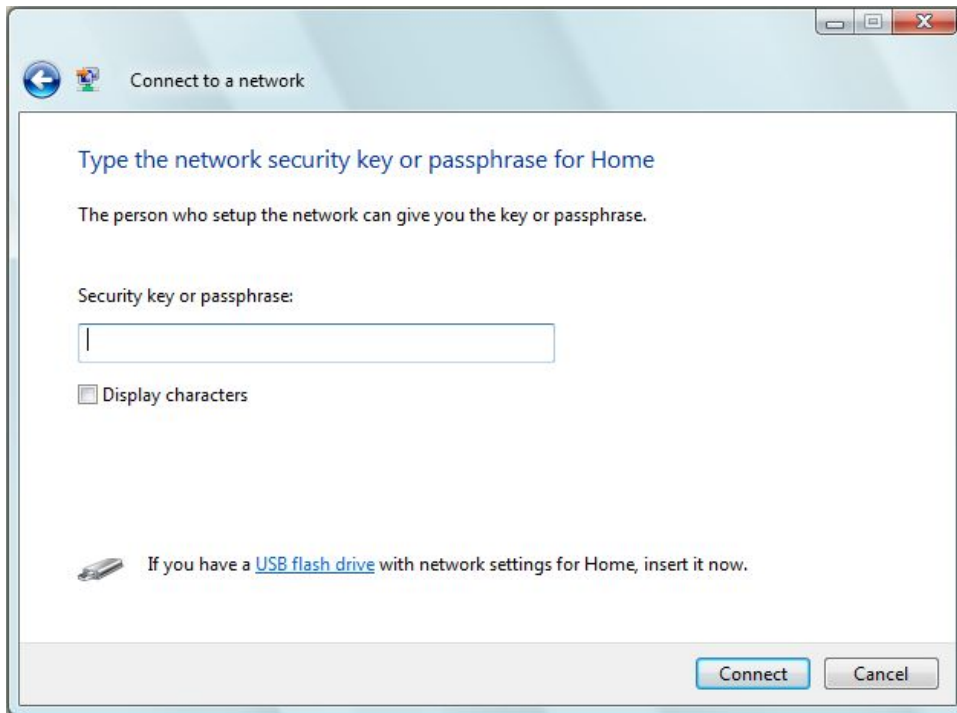 Connect to a network
Type the network security key or passphrase for Home
The person who setup the network can give you the key or passphrase.
Security key or passphrase:
Display characters
If you have a USB flash drive with network settings for Home, insert it now.
Connect Cancel